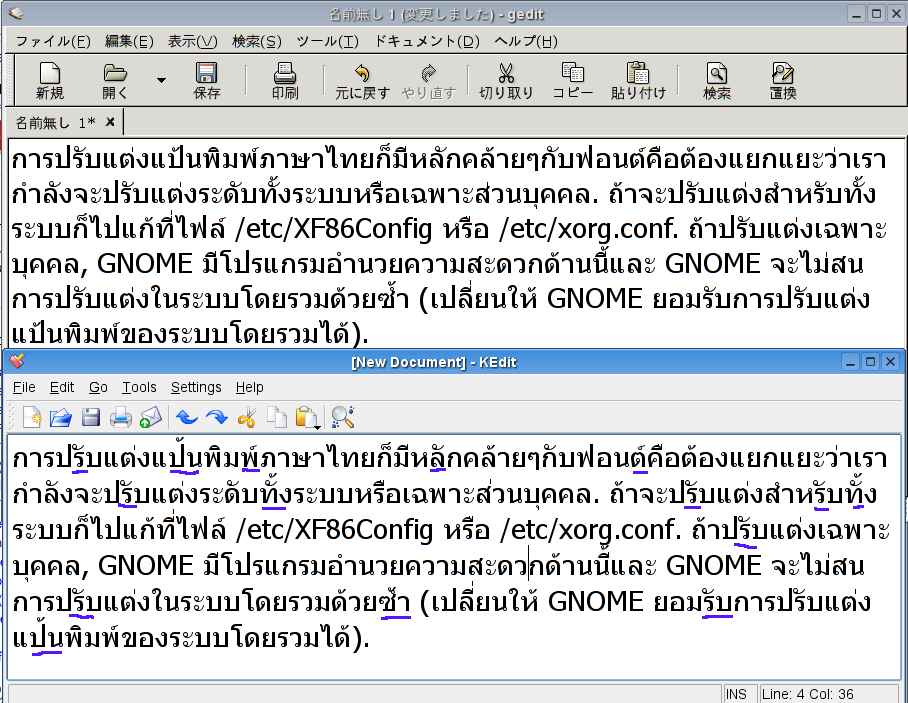 名前無し 1 (変更しました) - gedit
ファイル(F) 編集(E) 表示(V) 検索(S) ツール(T) ドキュメント(D) ヘルプ(H)
新規 開く 保存 印刷 元に戻す やり直す 切り取り コピー 貼り付け 検索 置換
名前無し 1*
การปรับแต่งแป้นพิมพ์ภาษาไทยก็มีหลักคล้ายๆกับฟอนต์คือต้องแยกแยะว่าเรา
กำลังจะปรับแต่งระดับทั้งระบบหรือเฉพาะส่วนบุคคล. ถ้าจะปรับแต่งสำหรับทั้ง
ระบบก็ไปแก้ที่ไฟล์ /etc/XF86Config หรือ /etc/xorg.conf. ถ้าปรับแต่งเฉพาะ
บุคคล, GNOME มีโปรแกรมอำนวยความสะดวกด้านนี้และ GNOME จะไม่สน
การปรับแต่งในระบบโดยรวมด้วยซ้ำ (เปลี่ยนให้ GNOME ยอมรับการปรับแต่ง
แป้นพิมพ์ของระบบโดยรวมได้).
[New Document] - KEdit
File Edit Go Tools Settings Help
การปรับแต่งแป้นพิมพ์ภาษาไทยก็มีหลักคล้ายๆกับฟอนต์คือต้องแยกแยะว่าเรา
กำลังจะปรับแต่งระดับทั้งระบบหรือเฉพาะส่วนบุคคล. ถ้าจะปรับแต่งสำหรับทั้ง
ระบบก็ไปแก้ที่ไฟล์ /etc/XF86Config หรือ /etc/xorg.conf. ถ้าปรับแต่งเฉพาะ
บุคคล, GNOME มีโปรแกรมอำนวยความสะดวกด้านนี้และ GNOME จะไม่สน
การปรับแต่งในระบบโดยรวมด้วยซ้ำ (เปลี่ยนให้ GNOME ยอมรับการปรับแต่ง
แป้นพิมพ์ของระบบโดยรวมได้).
INS Line: 4 Col: 36